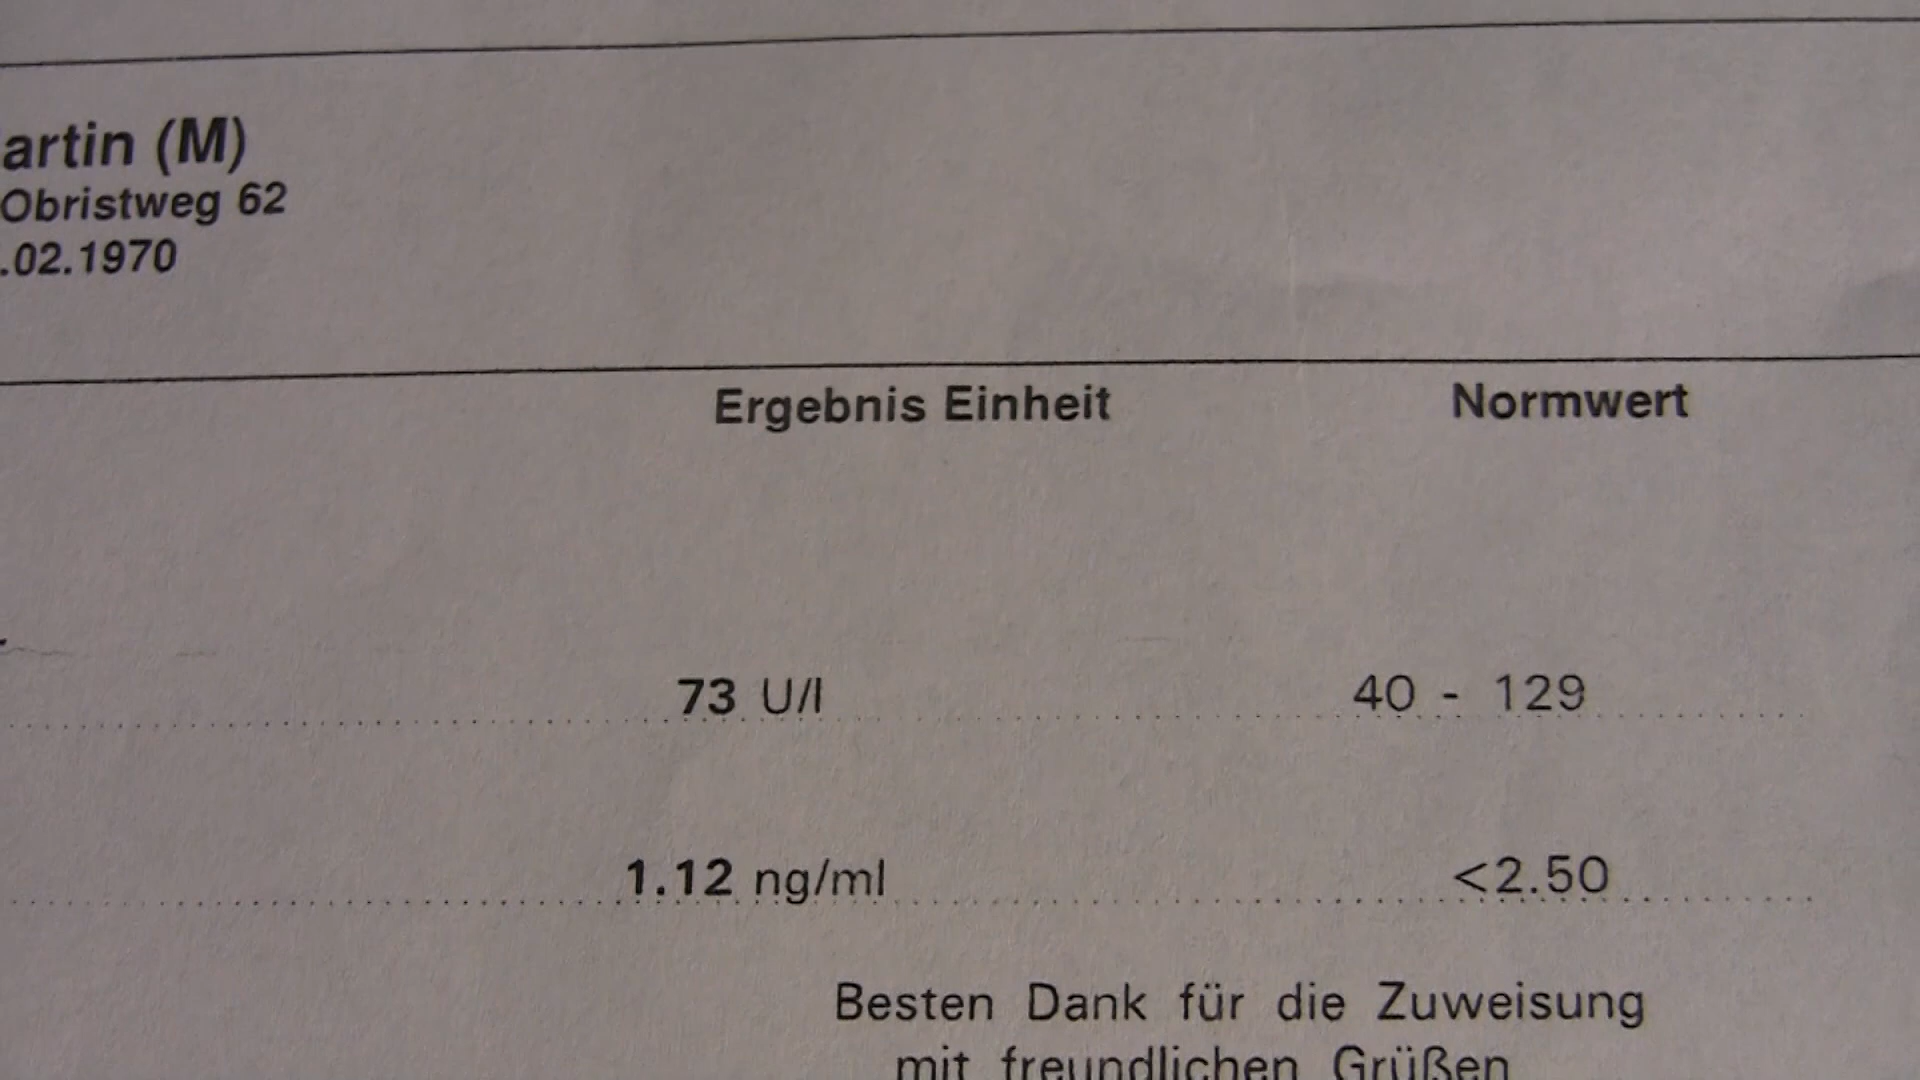 artin (M)
Obristweg 62
.02.1970
Ergebnis Einheit Normwert
73 U/l 40 - 129
1.12 ng/ml <2.50
Besten Dank für die Zuweisung
mit freundlichen Grüßen